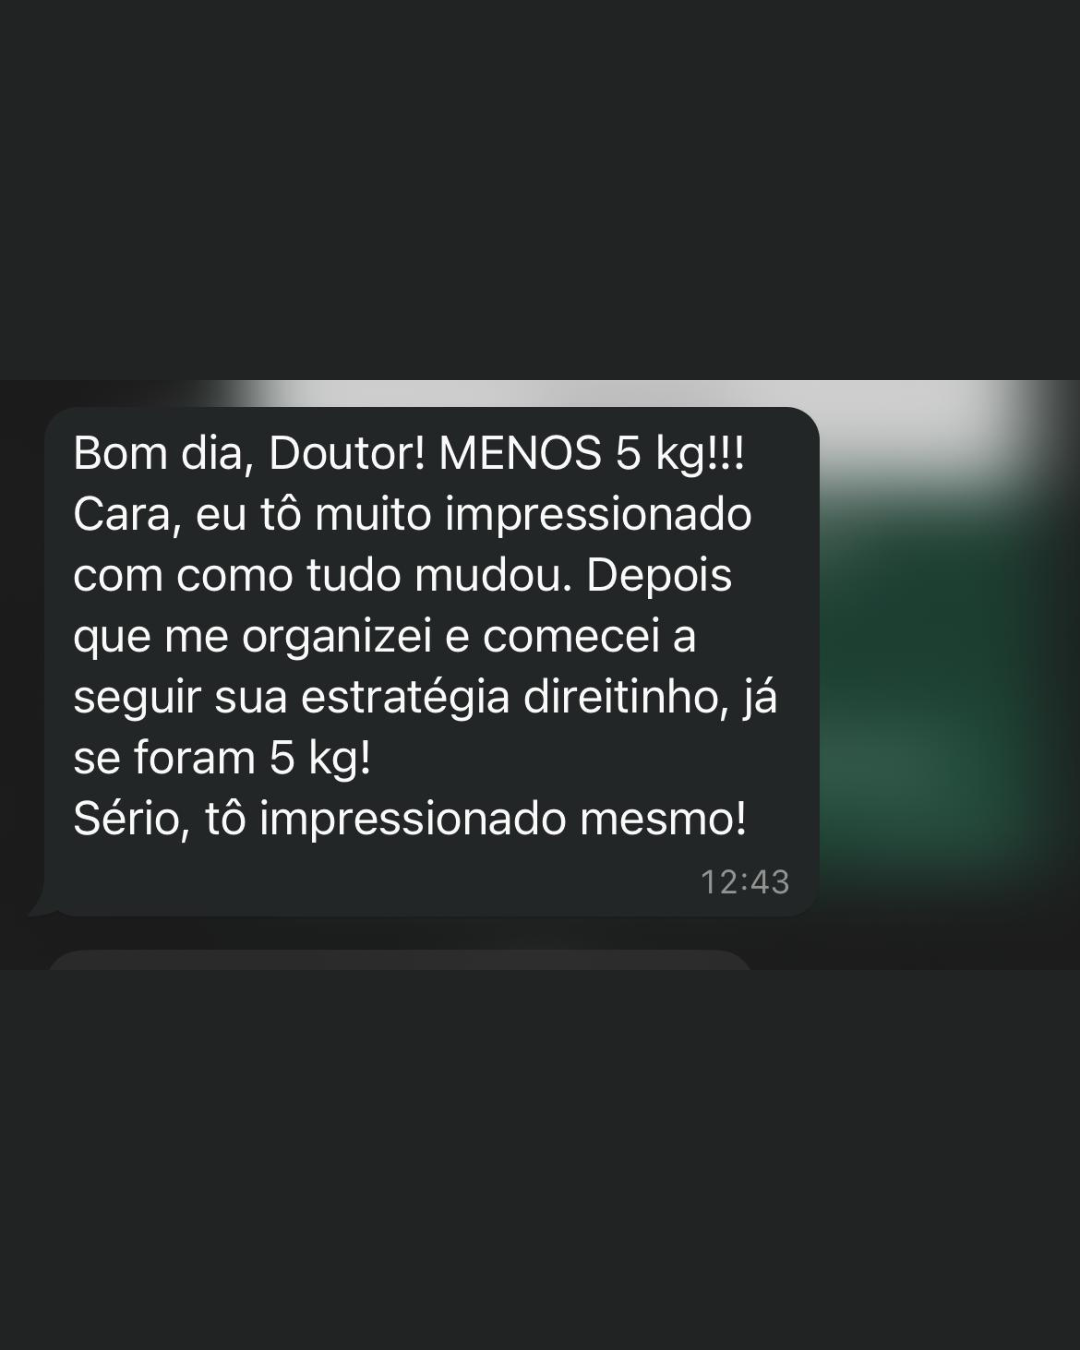 Bom dia, Doutor! MENOS 5 kg!!!
Cara, eu tô muito impressionado
com como tudo mudou. Depois
que me organizei e comecei a
seguir sua estratégia direitinho, já
se foram 5 kg!
Sério, tô impressionado mesmo!
12:43